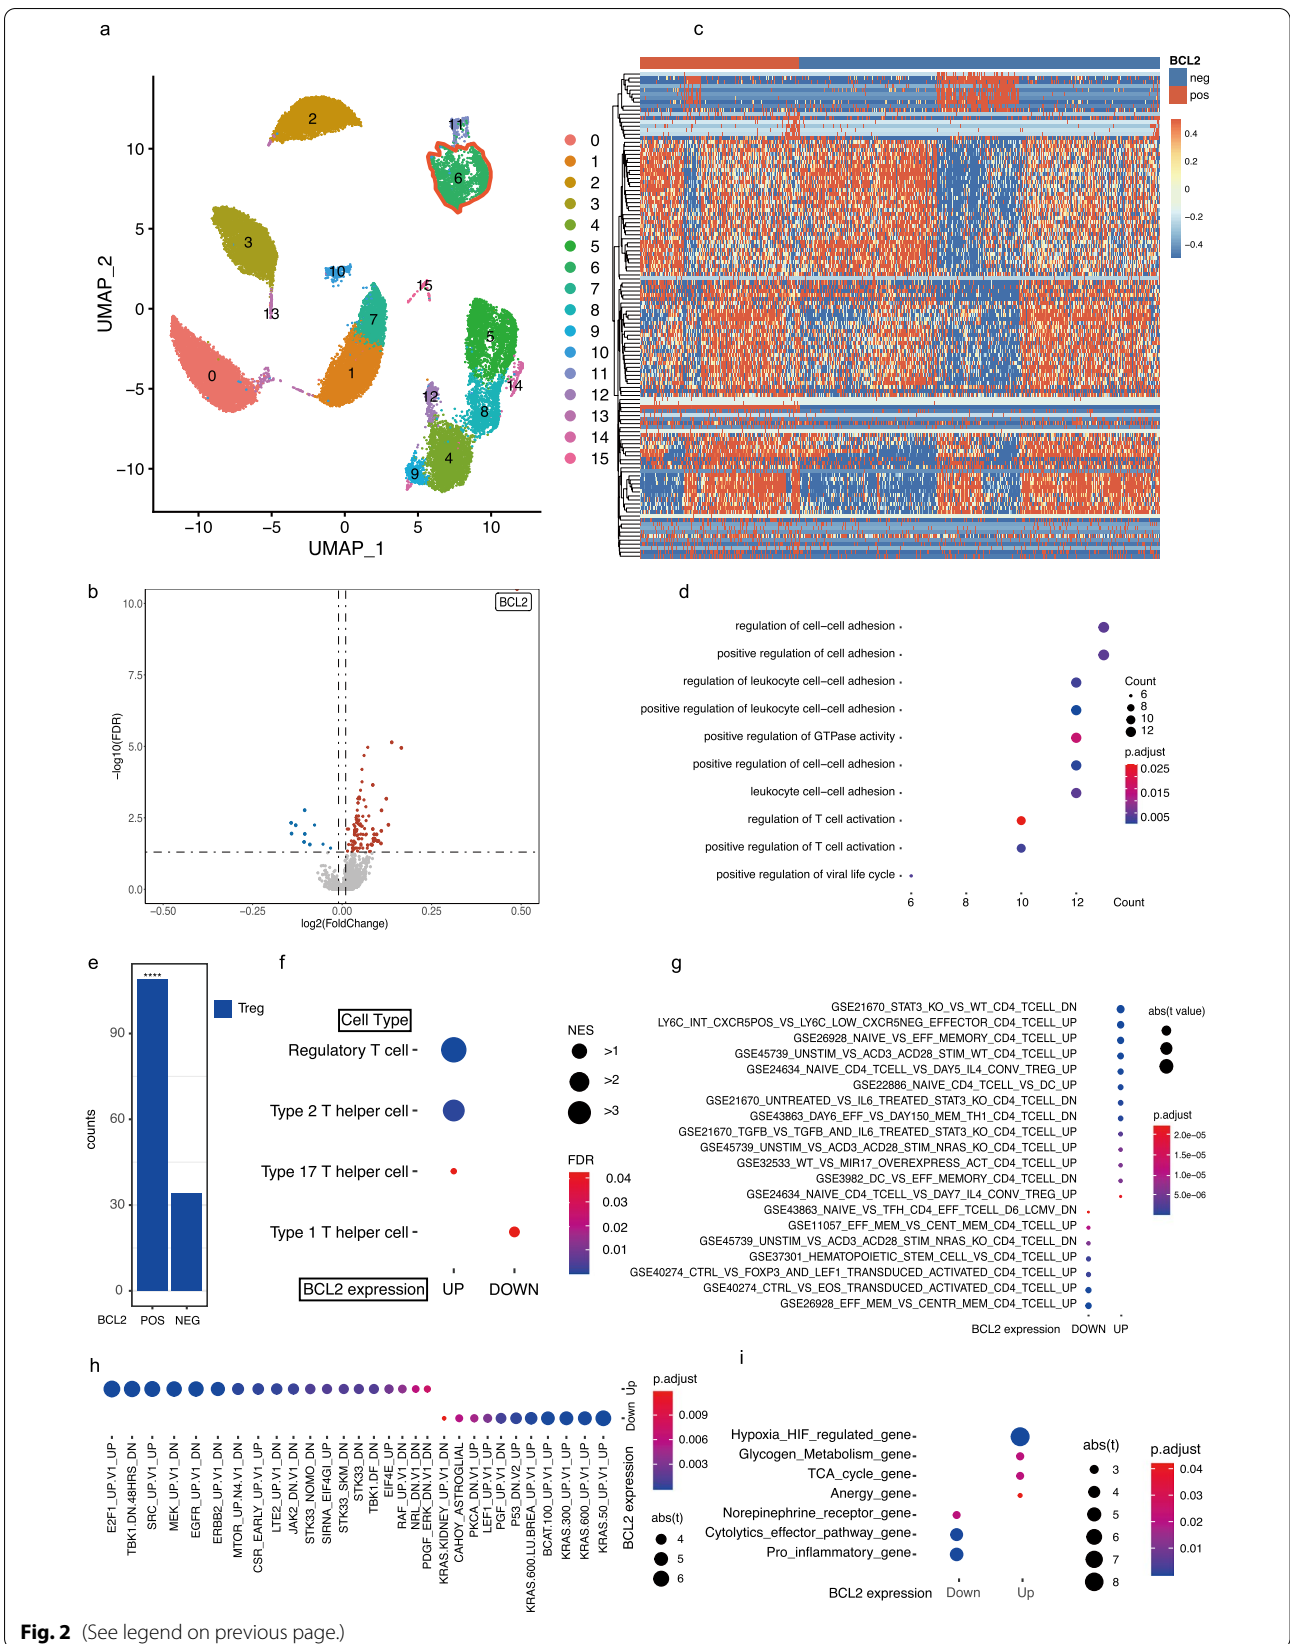 a
UMAP_2
10
5
0
−5
−10
−10
−5
0
5
10
UMAP_1
2
11
6
3
10
13
15
7
5
0
1
14
12
8
4
9
0
1
2
3
4
5
6
7
8
9
10
11
12
13
14
15
c
BCL2
neg
pos
0.4
0.2
0
−0.2
−0.4
b
BCL2
−log10(FDR)
10.0
7.5
5.0
2.5
0.0
−0.50
−0.25
0.00
0.25
0.50
log2(FoldChange)
d
regulation of cell−cell adhesion
positive regulation of cell adhesion
regulation of leukocyte cell−cell adhesion
positive regulation of leukocyte cell−cell adhesion
positive regulation of GTPase activity
positive regulation of cell−cell adhesion
leukocyte cell−cell adhesion
regulation of T cell activation
positive regulation of T cell activation
positive regulation of viral life cycle
6
8
10
12
Count
Count
6
8
10
12
p.adjust
0.025
0.015
0.005
e
counts
90
60
30
0
****
BCL2
POS
NEG
Treg
f
Cell Type
Regulatory T cell
Type 2 T helper cell
Type 17 T helper cell
Type 1 T helper cell
BCL2 expression
UP
DOWN
NES
>1
>2
>3
FDR
0.04
0.03
0.02
0.01
g
GSE21670_STAT3_KO_VS_WT_CD4_TCELL_DN
LY6C_INT_CXCR5POS_VS_LY6C_LOW_CXCR5NEG_EFFECTOR_CD4_TCELL_UP
GSE26928_NAIVE_VS_EFF_MEMORY_CD4_TCELL_UP
GSE45739_UNSTIM_VS_ACD3_ACD28_STIM_WT_CD4_TCELL_UP
GSE24634_NAIVE_CD4_TCELL_VS_DAY5_IL4_CONV_TREG_UP
GSE22886_NAIVE_CD4_TCELL_VS_DC_UP
GSE21670_UNTREATED_VS_IL6_TREATED_STAT3_KO_CD4_TCELL_DN
GSE43863_DAY6_EFF_VS_DAY150_MEM_TH1_CD4_TCELL_DN
GSE21670_TGFB_VS_TGFB_AND_IL6_TREATED_STAT3_KO_CD4_TCELL_UP
GSE45739_UNSTIM_VS_ACD3_ACD28_STIM_NRAS_KO_CD4_TCELL_UP
GSE32533_WT_VS_MIR17_OVEREXPRESS_ACT_CD4_TCELL_UP
GSE3982_DC_VS_EFF_MEMORY_CD4_TCELL_DN
GSE24634_NAIVE_CD4_TCELL_VS_DAY7_IL4_CONV_TREG_UP
GSE43863_NAIVE_VS_TFH_CD4_EFF_TCELL_D6_LCMV_DN
GSE11057_EFF_MEM_VS_CENT_MEM_CD4_TCELL_UP
GSE45739_UNSTIM_VS_ACD3_ACD28_STIM_NRAS_KO_CD4_TCELL_DN
GSE37301_HEMATOPOIETIC_STEM_CELL_VS_CD4_TCELL_UP
GSE40274_CTRL_VS_FOXP3_AND_LEF1_TRANSDUCED_ACTIVATED_CD4_TCELL_UP
GSE40274_CTRL_VS_EOS_TRANSDUCED_ACTIVATED_CD4_TCELL_UP
GSE26928_EFF_MEM_VS_CENTR_MEM_CD4_TCELL_UP
BCL2 expression
DOWN
UP
abs(t value)
p.adjust
2.0e−05
1.5e−05
1.0e−05
5.0e−06
h
E2F1_UP.V1_UP
TBK1.DN.48HRS_DN
SRC_UP.V1_UP
MEK_UP.V1_DN
EGFR_UP.V1_DN
ERBB2_UP.V1_DN
MTOR_UP.N4.V1_DN
CSR_EARLY_UP.V1_UP
LTE2_UP.V1_DN
JAK2_DN.V1_DN
STK33_NOMO_DN
SIRNA_EIF4GI_UP
STK33_SKM_DN
STK33_DN
TBK1.DF_DN
EIF4E_UP
RAF_UP.V1_DN
NRL_DN.V1_DN
PDGF_ERK_DN.V1_DN
KRAS.KIDNEY_UP.V1_DN
CAHOY_ASTROGLIAL
PKCA_DN.V1_UP
LEF1_UP.V1_UP
PGF_UP.V1_DN
P53_DN.V2_UP
KRAS.600.LU.BREA_UP.V1_UP
BCAT.100_UP.V1_UP
KRAS.300_UP.V1_UP
KRAS.600_UP.V1_UP
KRAS.50_UP.V1_UP
Up
Down
BCL2 expression
p.adjust
0.009
0.006
0.003
abs(t)
4
5
6
i
Hypoxia_HIF_regulated_gene
Glycogen_Metabolism_gene
TCA_cycle_gene
Anergy_gene
Norepinephrine_receptor_gene
Cytolytics_effector_pathway_gene
Pro_inflammatory_gene
BCL2 expression
Down
Up
abs(t)
3
4
5
6
7
8
p.adjust
0.04
0.03
0.02
0.01
Fig. 2 (See legend on previous page.)